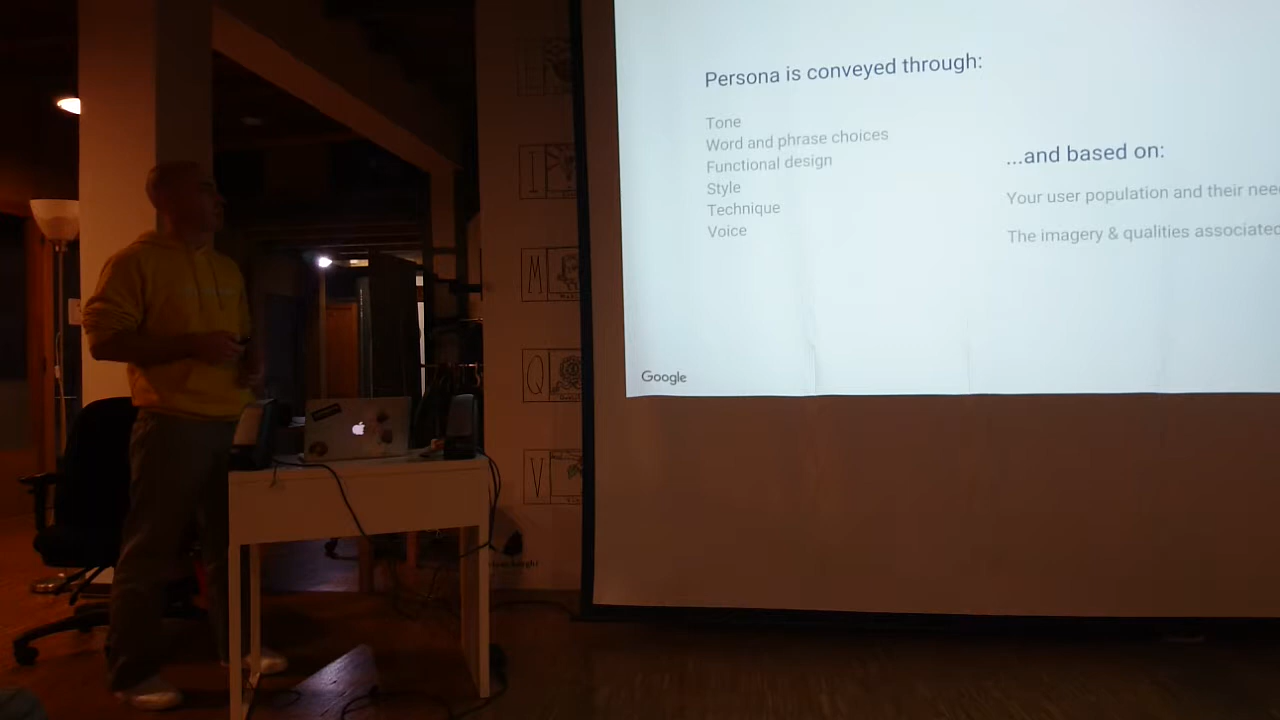 Persona is conveyed through:
Tone
Word and phrase choices
Functional design
Style
Technique
Voice
...and based on:
Your user population and their
The imagery & qualities associated
Google
I
M
Q
V